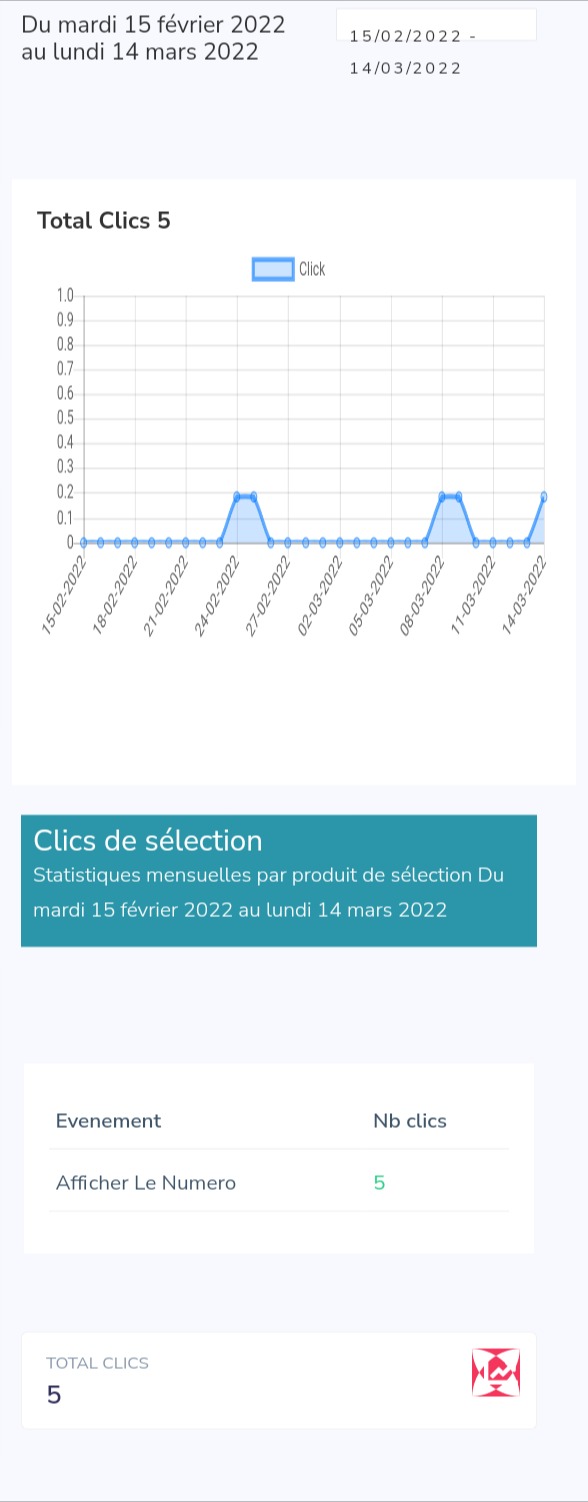 Du mardi 15 février 2022
au lundi 14 mars 2022
15/02/2022 -
14/03/2022
Total Clics 5
Click
1.0
0.9
0.8
0.7
0.6
0.5
0.4
0.3
0.2
0.1
0
15-02-2022
18-02-2022
21-02-2022
24-02-2022
27-02-2022
02-03-2022
05-03-2022
08-03-2022
11-03-2022
14-03-2022
Clics de sélection
Statistiques mensuelles par produit de sélection Du
mardi 15 février 2022 au lundi 14 mars 2022
Evenement Nb clics
Afficher Le Numero 5
TOTAL CLICS
5